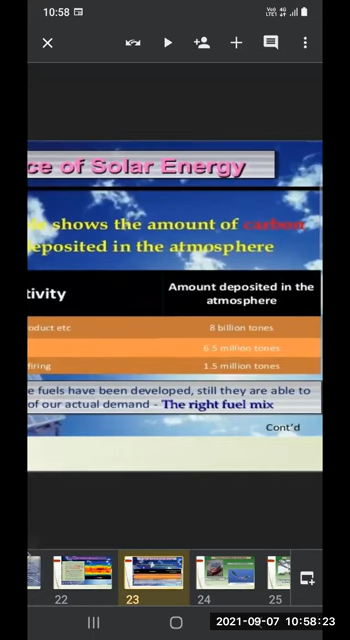 10:58
Vo)) 4G
LTE1
ce of Solar Energy
shows the amount of carbon
deposited in the atmosphere
tivity
Amount deposited in the
atmosphere
oduct etc
8 billion tones
6.5 million tones
firing
1.5 million tones
e fuels have been developed, still they are able to
of our actual demand - The right fuel mix
Cont'd
22
23
24
25
2021-09-07 10:58:23